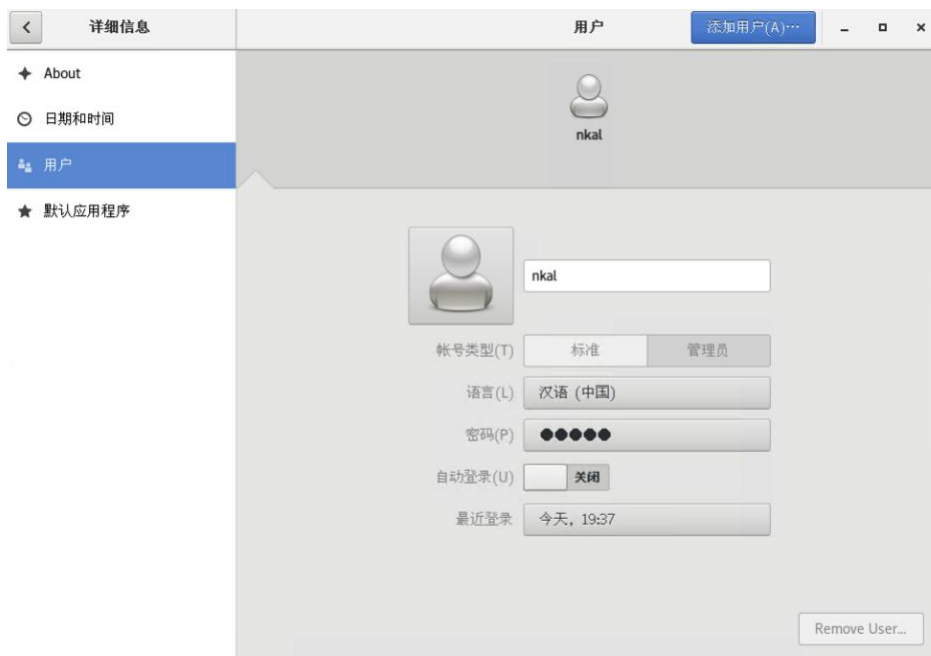 详细信息
用户
添加用户(A)…
About
日期和时间
用户
默认应用程序
nkal
nkal
帐号类型(T) 标准 管理员
语言(L) 汉语 (中国)
密码(P) ●●●●●
自动登录(U) 关闭
最近登录 今天, 19:37
Remove User...